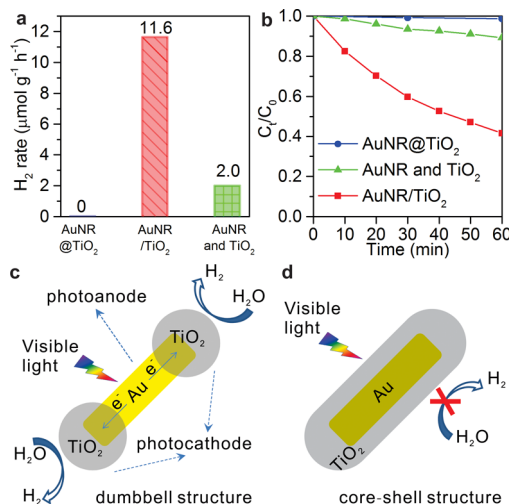 a
H₂ rate (μmol g⁻¹ h⁻¹)
12
10
8
6
4
2
0
0
11.6
2.0
AuNR
@TiO₂
AuNR
/TiO₂
AuNR
and TiO₂
b
Cₜ/C₀
1.0
0.8
0.6
0.4
0.2
0.0
AuNR@TiO₂
AuNR and TiO₂
AuNR/TiO₂
0 10 20 30 40 50 60
Time (min)
c
photoanode
H₂
H₂O
TiO₂
Visible
light
e⁻ Au e⁻
TiO₂
H₂O
H₂
photocathode
dumbbell structure
d
Visible
light
Au
TiO₂
H₂
H₂O
core-shell structure